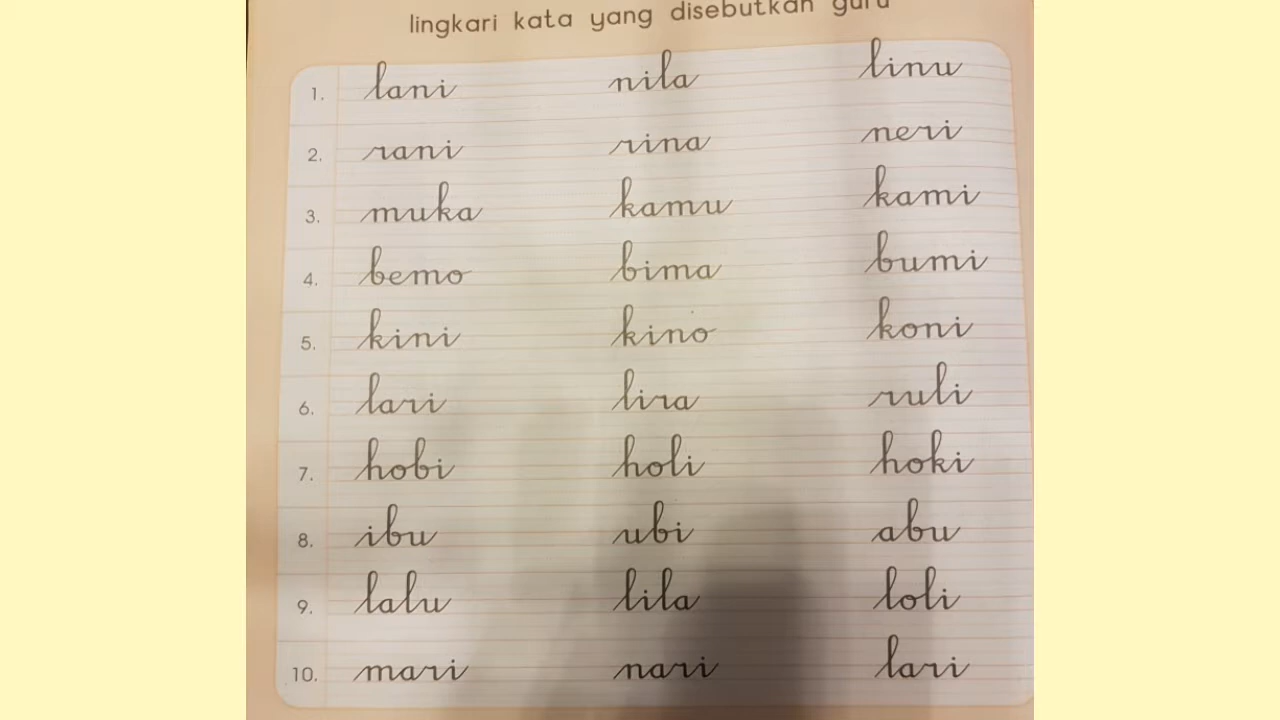 lingkari kata yang disebutkan guru
1. lani nila linu
2. rani rina neri
3. muka kamu kami
4. bemo bima bumi
5. kini kino koni
6. lari lira ruli
7. hobi holi hoki
8. ibu ubi abu
9. lalu lila loli
10. mari nari lari